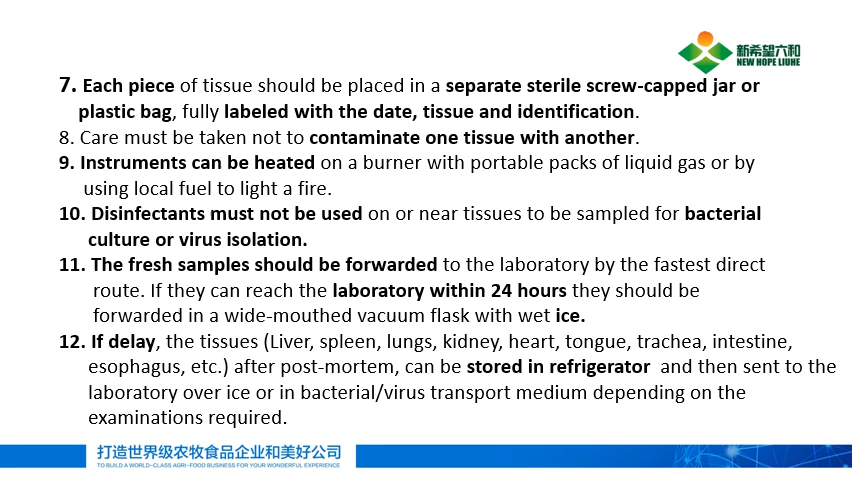 新希望六和
NEW HOPE LIUHE
7. Each piece of tissue should be placed in a separate sterile screw-capped jar or
plastic bag, fully labeled with the date, tissue and identification.
8. Care must be taken not to contaminate one tissue with another.
9. Instruments can be heated on a burner with portable packs of liquid gas or by
using local fuel to light a fire.
10. Disinfectants must not be used on or near tissues to be sampled for bacterial
culture or virus isolation.
11. The fresh samples should be forwarded to the laboratory by the fastest direct
route. If they can reach the laboratory within 24 hours they should be
forwarded in a wide-mouthed vacuum flask with wet ice.
12. If delay, the tissues (Liver, spleen, lungs, kidney, heart, tongue, trachea, intestine,
esophagus, etc.) after post-mortem, can be stored in refrigerator and then sent to the
laboratory over ice or in bacterial/virus transport medium depending on the
examinations required.
打造世界级农牧食品企业和美好公司
TO BUILD A WORLD-CLASS AGRI-FOOD BUSINESS FOR YOUR WONDERFUL EXPERIENCE